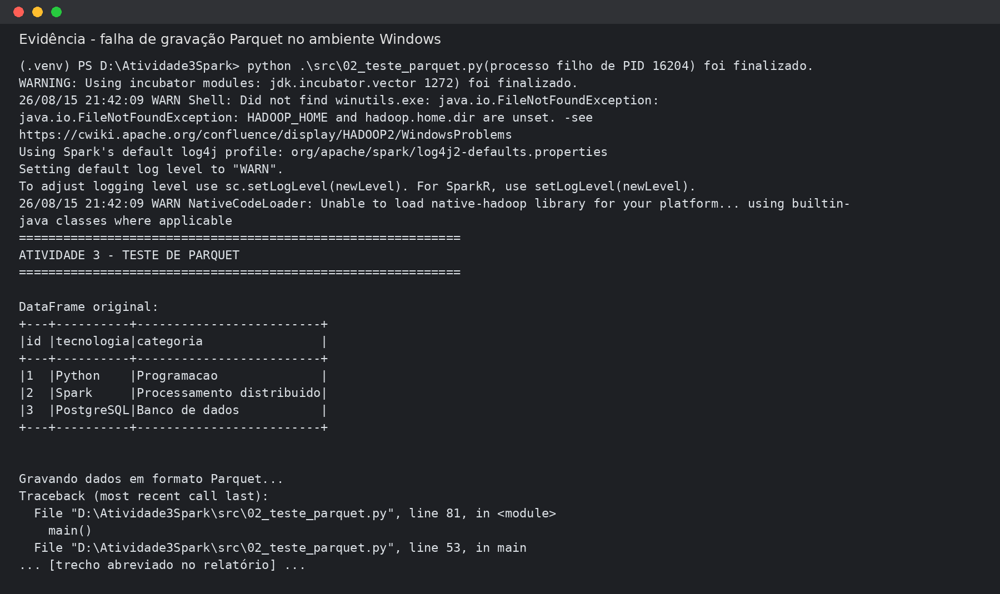 Evidência - falha de gravação Parquet no ambiente Windows
(.venv) PS D:\Atividade3Spark> python .\src\02_teste_parquet.py(processo filho de PID 16204) foi finalizado.
WARNING: Using incubator modules: jdk.incubator.vector 1272) foi finalizado.
26/08/15 21:42:09 WARN Shell: Did not find winutils.exe: java.io.FileNotFoundException:
java.io.FileNotFoundException: HADOOP_HOME and hadoop.home.dir are unset. -see
https://cwiki.apache.org/confluence/display/HADOOP2/WindowsProblems
Using Spark's default log4j profile: org/apache/spark/log4j2-defaults.properties
Setting default log level to "WARN".
To adjust logging level use sc.setLogLevel(newLevel). For SparkR, use setLogLevel(newLevel).
26/08/15 21:42:09 WARN NativeCodeLoader: Unable to load native-hadoop library for your platform... using builtin-
java classes where applicable
============================================================
ATIVIDADE 3 - TESTE DE PARQUET
============================================================
DataFrame original:
+---+----------+-------------------------+
|id |tecnologia|categoria                |
+---+----------+-------------------------+
|1  |Python    |Programacao              |
|2  |Spark     |Processamento distribuido|
|3  |PostgreSQL|Banco de dados           |
+---+----------+-------------------------+
Gravando dados em formato Parquet...
Traceback (most recent call last):
  File "D:\Atividade3Spark\src\02_teste_parquet.py", line 81, in <module>
    main()
  File "D:\Atividade3Spark\src\02_teste_parquet.py", line 53, in main
... [trecho abreviado no relatório] ...